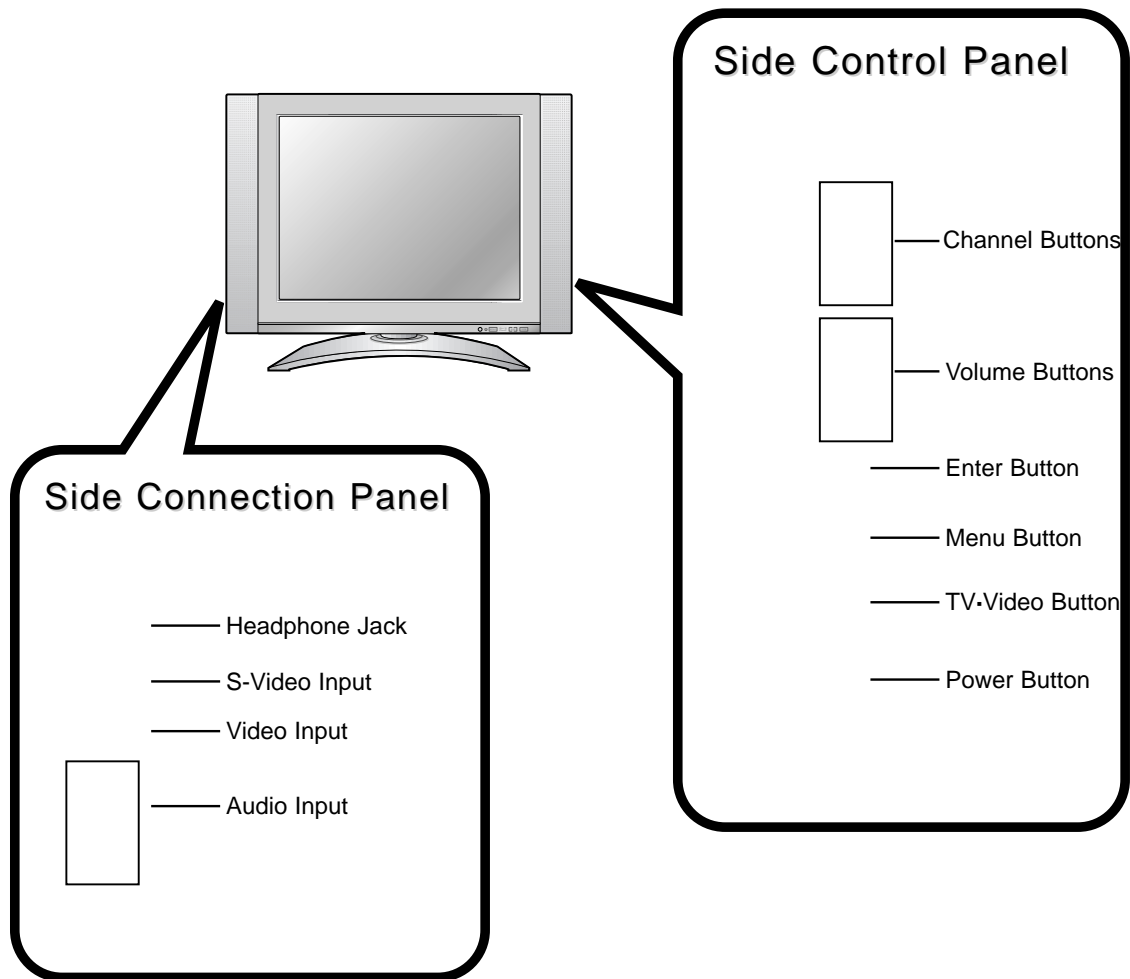 Side Control Panel
Channel Buttons
Volume Buttons
Enter Button
Menu Button
TV·Video Button
Power Button
Side Connection Panel
Headphone Jack
S-Video Input
Video Input
Audio Input